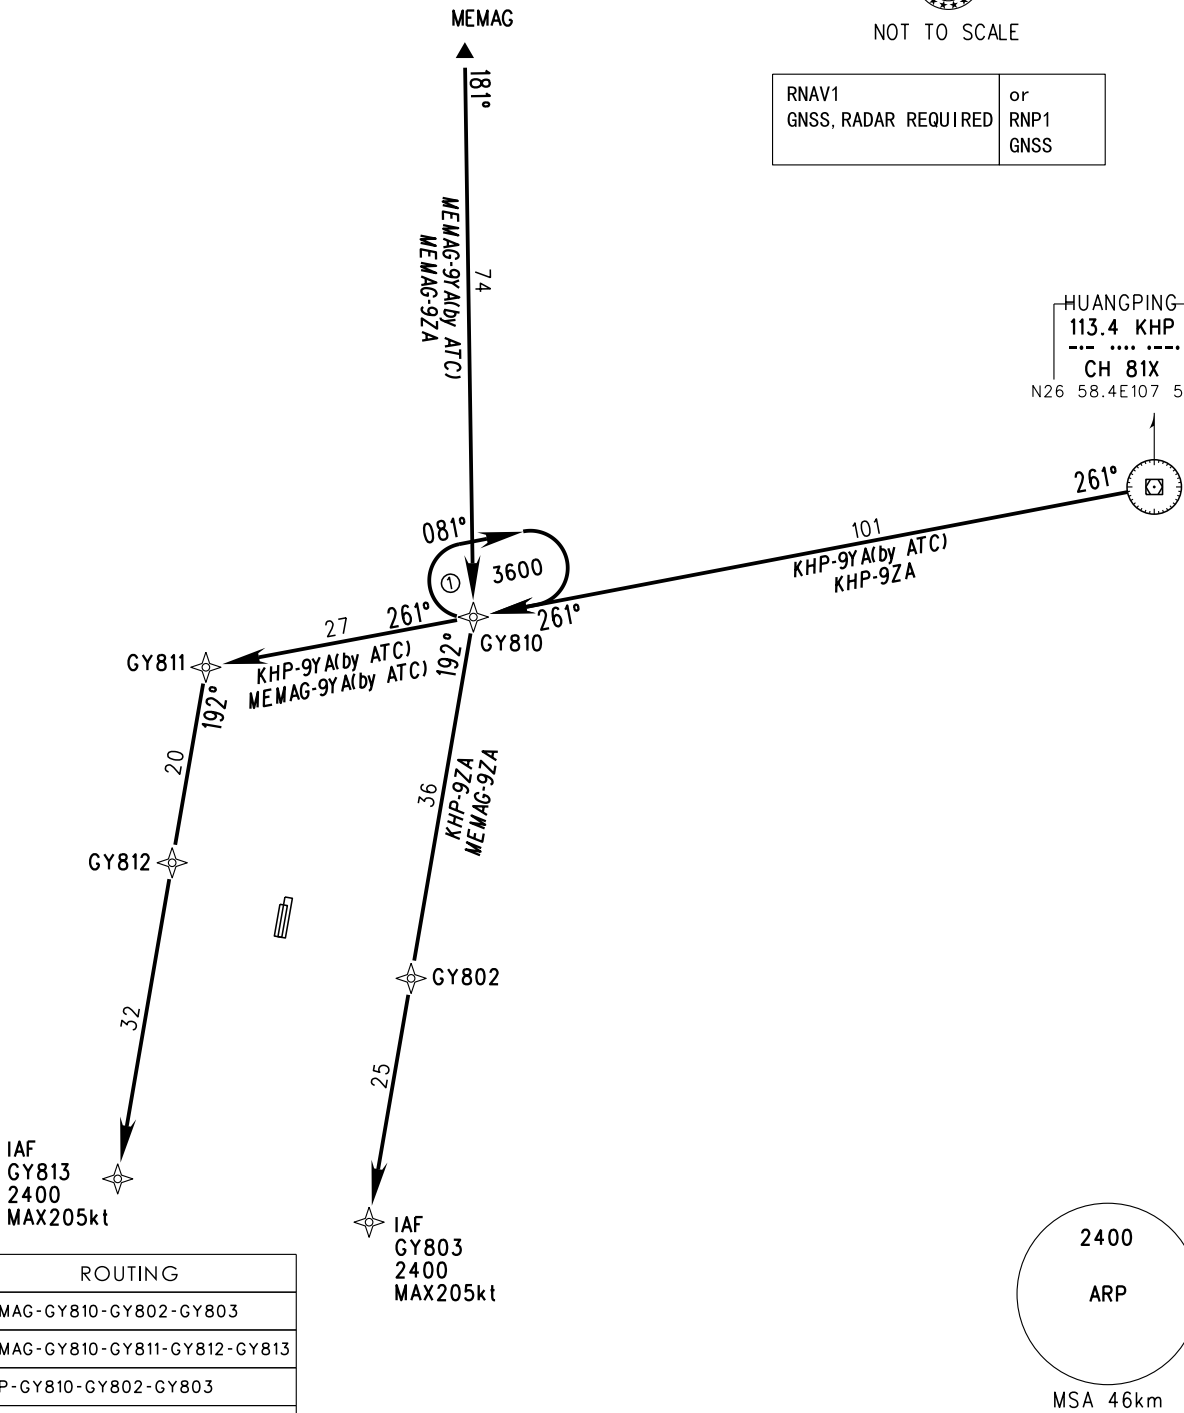 MEMAG
NOT TO SCALE
RNAV1
GNSS, RADAR REQUIRED
or
RNP1
GNSS
181°
MEMAG-9YA(by ATC)
MEMAG-9ZA
74
HUANGPING
113.4 KHP
CH 81X
N26 58.4E107 5
261°
101
KHP-9YA(by ATC)
KHP-9ZA
081°
1
3600
261°
261°
GY810
27
KHP-9YA(by ATC)
MEMAG-9YA(by ATC)
192°
GY811
192°
20
36
KHP-9ZA
MEMAG-9ZA
GY812
GY802
32
25
IAF
GY813
2400
MAX205kt
IAF
GY803
2400
MAX205kt
ROUTING
MAG-GY810-GY802-GY803
MAG-GY810-GY811-GY812-GY813
P-GY810-GY802-GY803
2400
ARP
MSA 46km